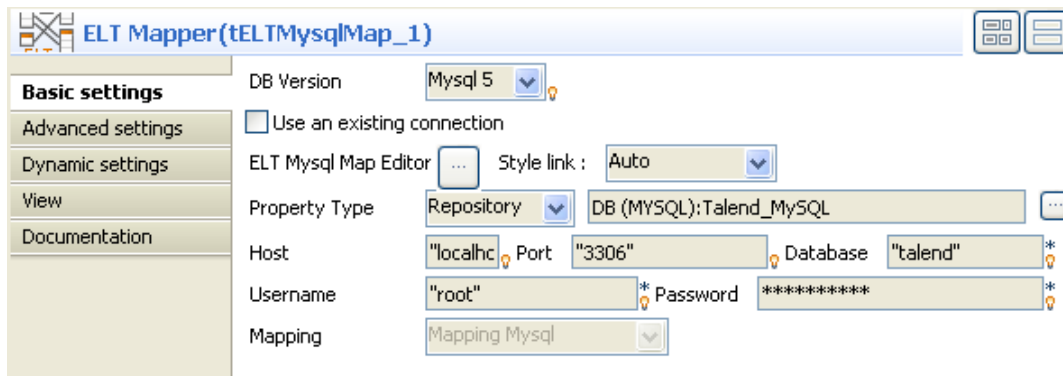 ELT Mapper(tELTMysqlMap_1)
Basic settings
Advanced settings
Dynamic settings
View
Documentation
DB Version Mysql 5
Use an existing connection
ELT Mysql Map Editor ... Style link : Auto
Property Type Repository DB (MYSQL):Talend_MySQL ...
Host "localhc Port "3306" Database "talend" *
Username "root" * Password ********** *
Mapping Mapping Mysql